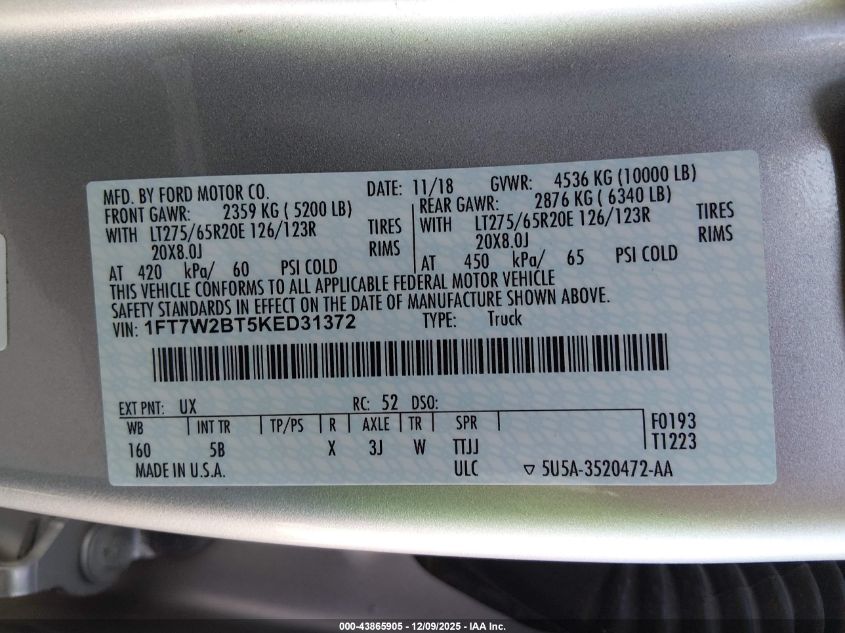 MFD. BY FORD MOTOR CO. DATE: 11/18 GVWR: 4536 KG (10000 LB)
FRONT GAWR: 2359 KG ( 5200 LB) REAR GAWR: 2876 KG ( 6340 LB)
WITH LT275/65R20E 126/123R TIRES WITH LT275/65R20E 126/123R TIRES
20X8.0J RIMS 20X8.0J RIMS
AT 420 kPa/ 60 PSI COLD AT 450 kPa/ 65 PSI COLD
THIS VEHICLE CONFORMS TO ALL APPLICABLE FEDERAL MOTOR VEHICLE
SAFETY STANDARDS IN EFFECT ON THE DATE OF MANUFACTURE SHOWN ABOVE.
VIN: 1FT7W2BT5KED31372 TYPE: Truck
EXT PNT: UX RC: 52 DSO:
WB INT TR TP/PS R AXLE TR SPR F0193
160 5B X 3J W TTJJ T1223
MADE IN U.S.A. ULC ▽ 5U5A-3520472-AA
000-43865905 - 12/09/2025 - IAA Inc.